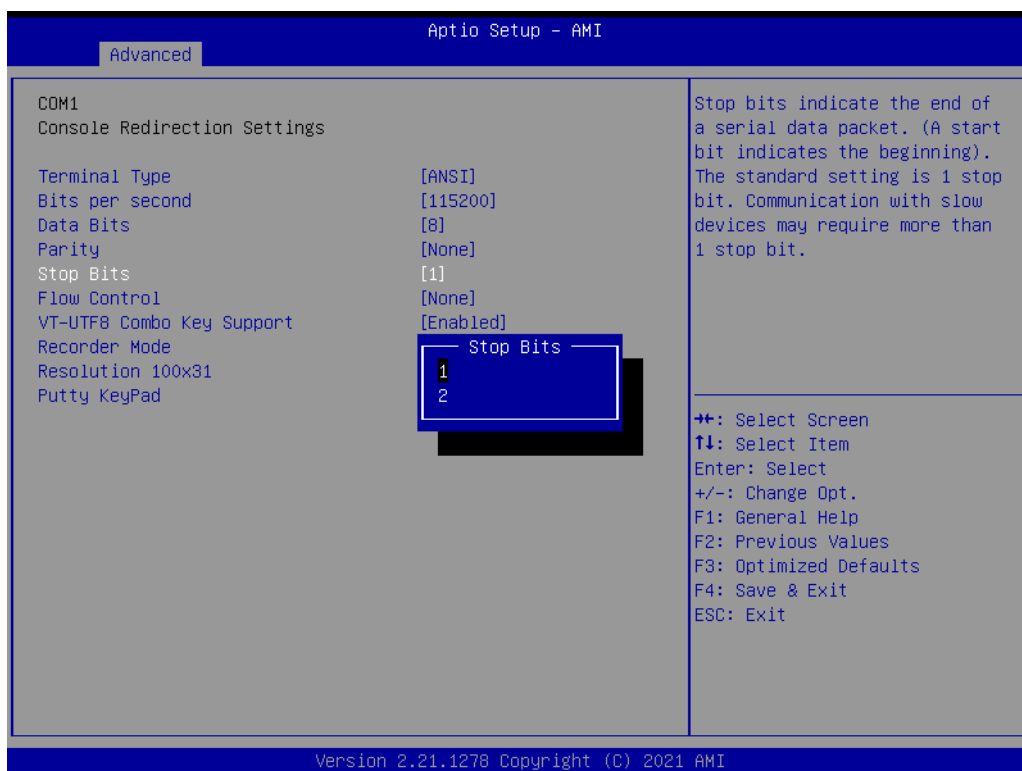 Aptio Setup - AMI
Advanced
COM1
Console Redirection Settings
Terminal Type [ANSI]
Bits per second [115200]
Data Bits [8]
Parity [None]
Stop Bits [1]
Flow Control [None]
VT-UTF8 Combo Key Support [Enabled]
Recorder Mode
Resolution 100x31
Putty KeyPad
Stop Bits
1
2
Stop bits indicate the end of
a serial data packet. (A start
bit indicates the beginning).
The standard setting is 1 stop
bit. Communication with slow
devices may require more than
1 stop bit.
→←: Select Screen
↑↓: Select Item
Enter: Select
+/-: Change Opt.
F1: General Help
F2: Previous Values
F3: Optimized Defaults
F4: Save & Exit
ESC: Exit
Version 2.21.1278 Copyright (C) 2021 AMI